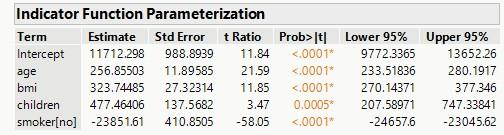 Indicator Function Parameterization
Term Estimate Std Error t Ratio Prob>|t| Lower 95% Upper 95%
Intercept 11712.298 988.8939 11.84 <.0001* 9772.3365 13652.26
age 256.85503 11.89585 21.59 <.0001* 233.51836 280.1917
bmi 323.74485 27.32314 11.85 <.0001* 270.14371 377.346
children 477.46406 137.5682 3.47 0.0005* 207.58971 747.33841
smoker[no] -23851.61 410.8505 -58.05 <.0001* -24657.6 -23045.62